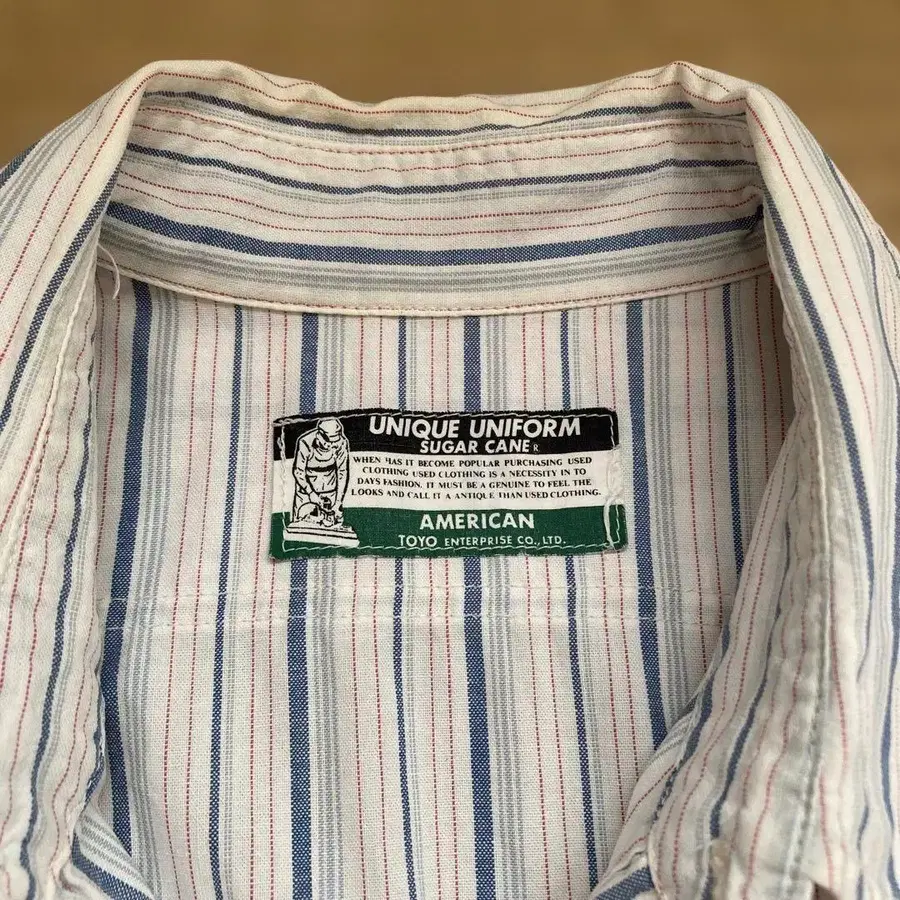 UNIQUE UNIFORM
SUGAR CANE R
WHEN HAS IT BECOME POPULAR PURCHASING USED
CLOTHING USED CLOTHING IS A NECESSITY IN TO
DAYS FASHION. IT MUST BE A GENUINE TO FEEL THE
LOOKS AND CALL IT A ANTIQUE THAN USED CLOTHING.
AMERICAN
TOYO ENTERPRISE CO., LTD.